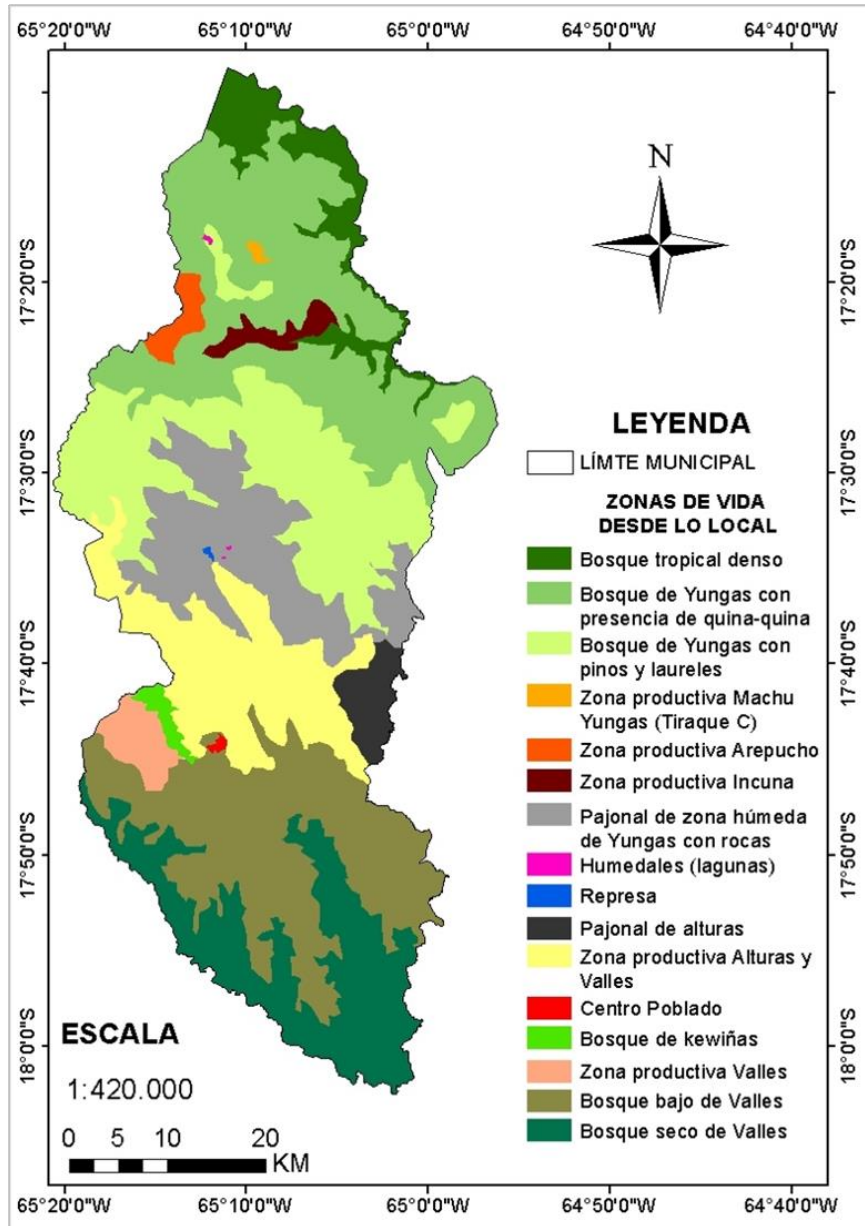 65°20'0"W 65°10'0"W 65°0'0"W 64°50'0"W 64°40'0"W
N
17°20'0"S 17°20'0"S
17°30'0"S 17°30'0"S
17°40'0"S 17°40'0"S
17°50'0"S 17°50'0"S
18°0'0"S 18°0'0"S
LEYENDA
LÍMTE MUNICIPAL
ZONAS DE VIDA
DESDE LO LOCAL
Bosque tropical denso
Bosque de Yungas con
presencia de quina-quina
Bosque de Yungas con
pinos y laureles
Zona productiva Machu
Yungas (Tiraque C)
Zona productiva Arepucho
Zona productiva Incuna
Pajonal de zona húmeda
de Yungas con rocas
Humedales (lagunas)
Represa
Pajonal de alturas
Zona productiva Alturas y
Valles
Centro Poblado
Bosque de kewiñas
Zona productiva Valles
Bosque bajo de Valles
Bosque seco de Valles
ESCALA
1:420.000
0 5 10 20
KM
65°20'0"W 65°10'0"W 65°0'0"W 64°50'0"W 64°40'0"W